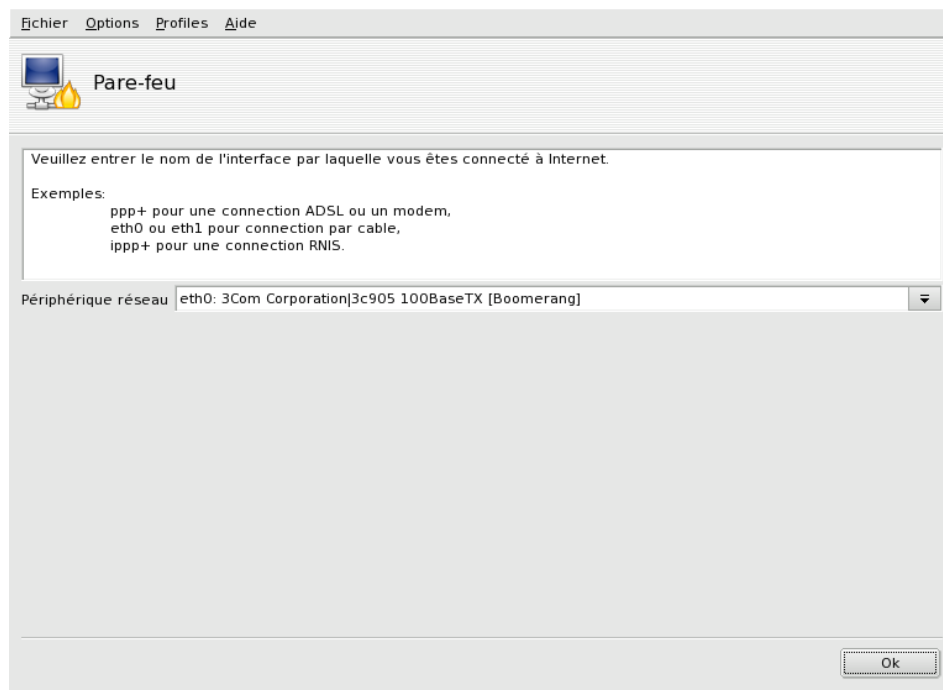 Fichier Options Profiles Aide
Pare-feu
Veuillez entrer le nom de l'interface par laquelle vous êtes connecté à Internet.
Exemples:
ppp+ pour une connection ADSL ou un modem,
eth0 ou eth1 pour connection par cable,
ippp+ pour une connection RNIS.
Périphérique réseau eth0: 3Com Corporation|3c905 100BaseTX [Boomerang]
Ok